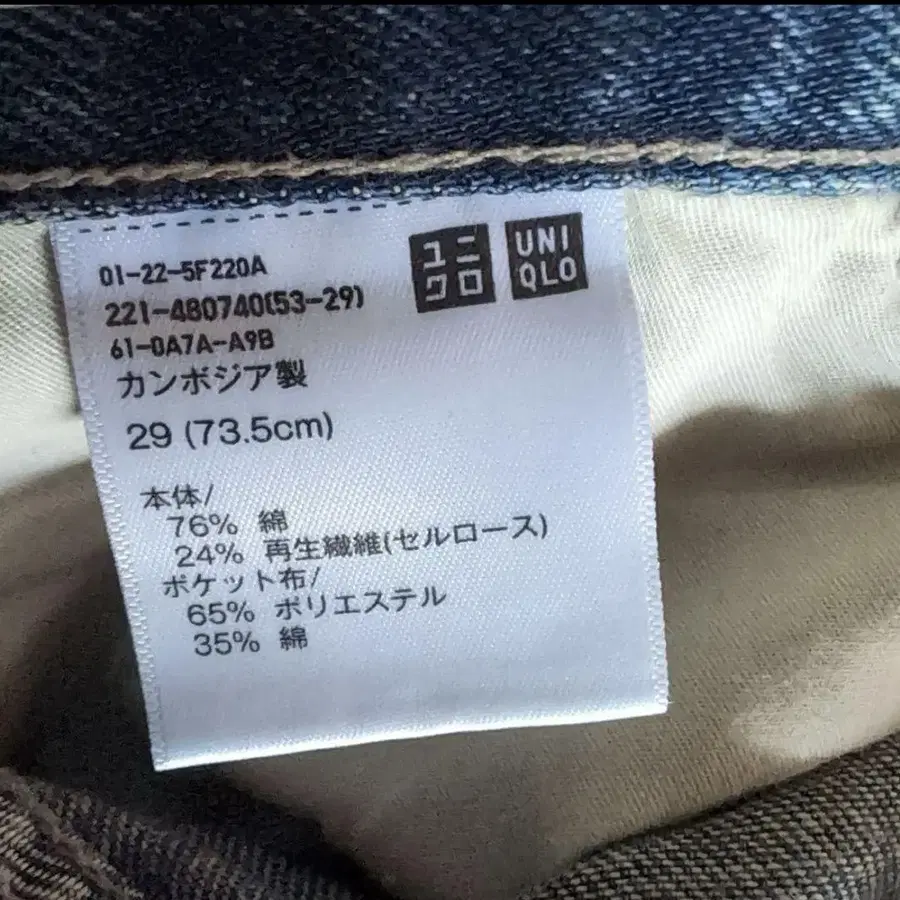 ユニ
クロ
UNI
QLO
01-22-5F220A
221-480740(53-29)
61-0A7A-A9B
カンボジア製
29 (73.5cm)
本体/
76% 綿
24% 再生繊維(セルロース)
ポケット布/
65% ポリエステル
35% 綿